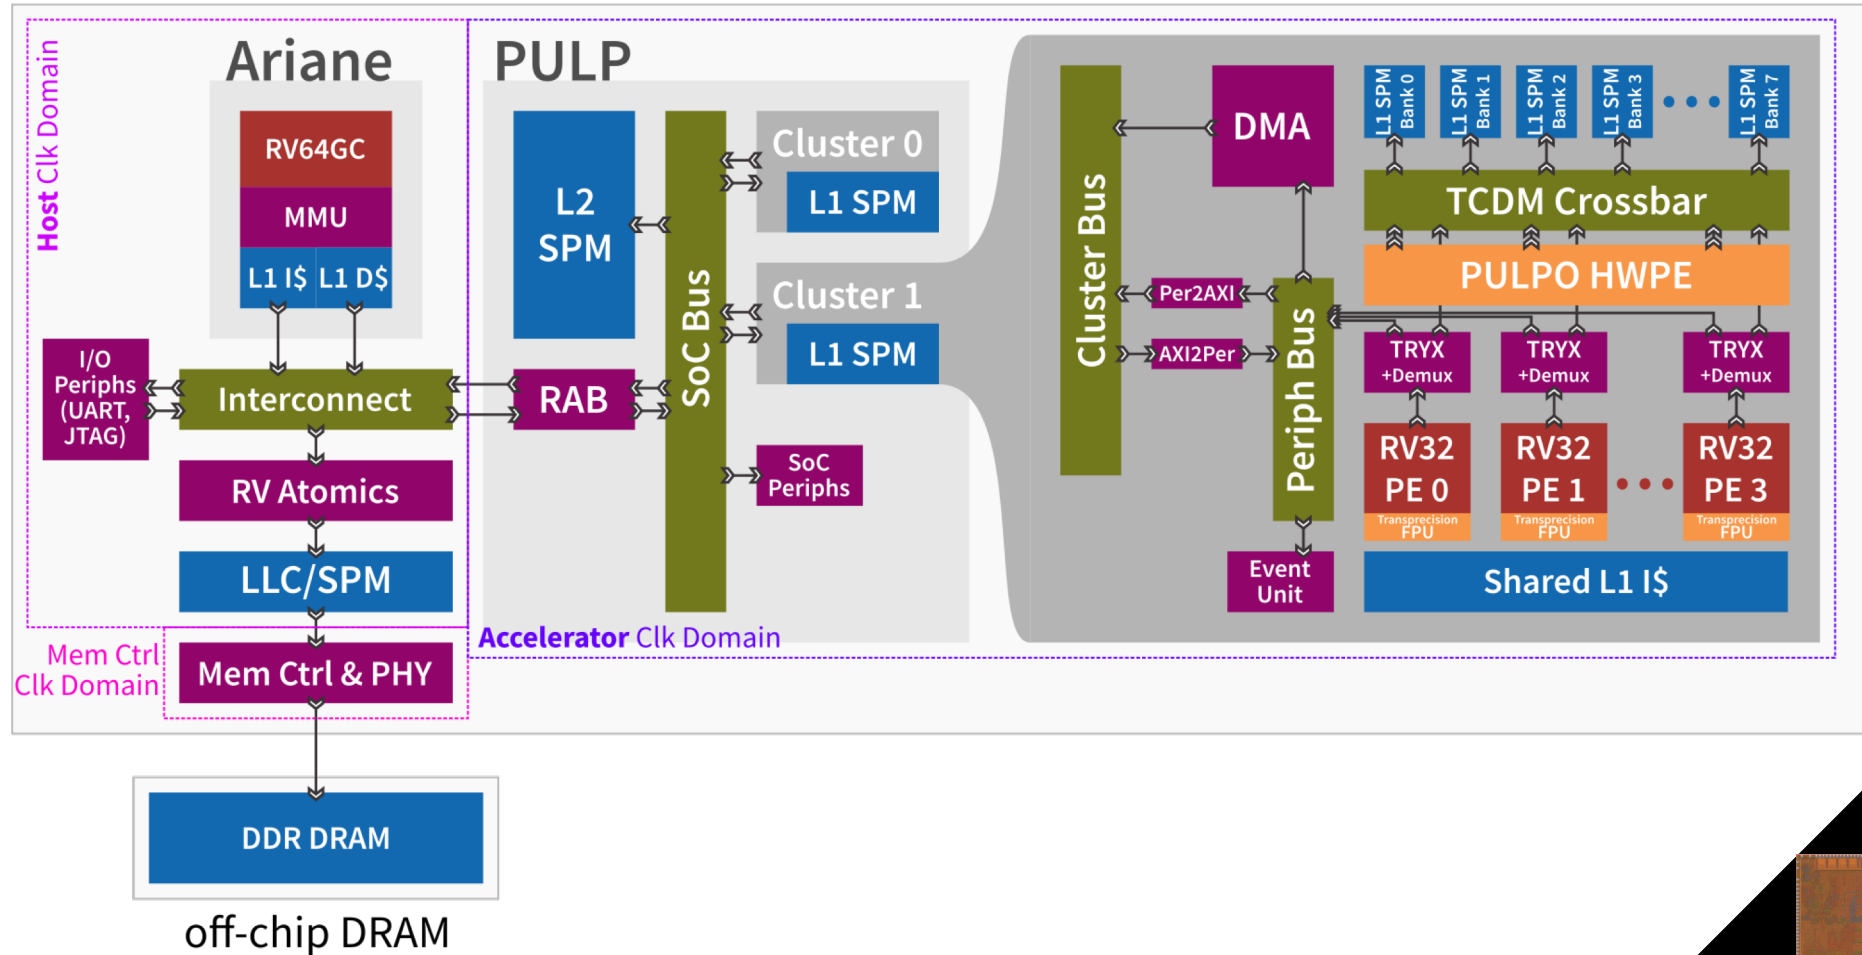 Host Clk Domain
Ariane
RV64GC
MMU
L1 I$
L1 D$
I/O
Periphs
(UART,
JTAG)
Interconnect
RV Atomics
LLC/SPM
Mem Ctrl
Clk Domain
Mem Ctrl & PHY
DDR DRAM
off-chip DRAM
PULP
L2
SPM
RAB
SoC Bus
Cluster 0
L1 SPM
Cluster 1
L1 SPM
SoC
Periphs
Accelerator Clk Domain
Cluster Bus
DMA
Per2AXI
AXI2Per
Periph Bus
Event
Unit
L1 SPM
Bank 0
L1 SPM
Bank 1
L1 SPM
Bank 2
L1 SPM
Bank 3
L1 SPM
Bank 7
TCDM Crossbar
PULPO HWPE
TRYX
+Demux
TRYX
+Demux
TRYX
+Demux
RV32
PE 0
Transprecision
FPU
RV32
PE 1
Transprecision
FPU
RV32
PE 3
Transprecision
FPU
Shared L1 I$